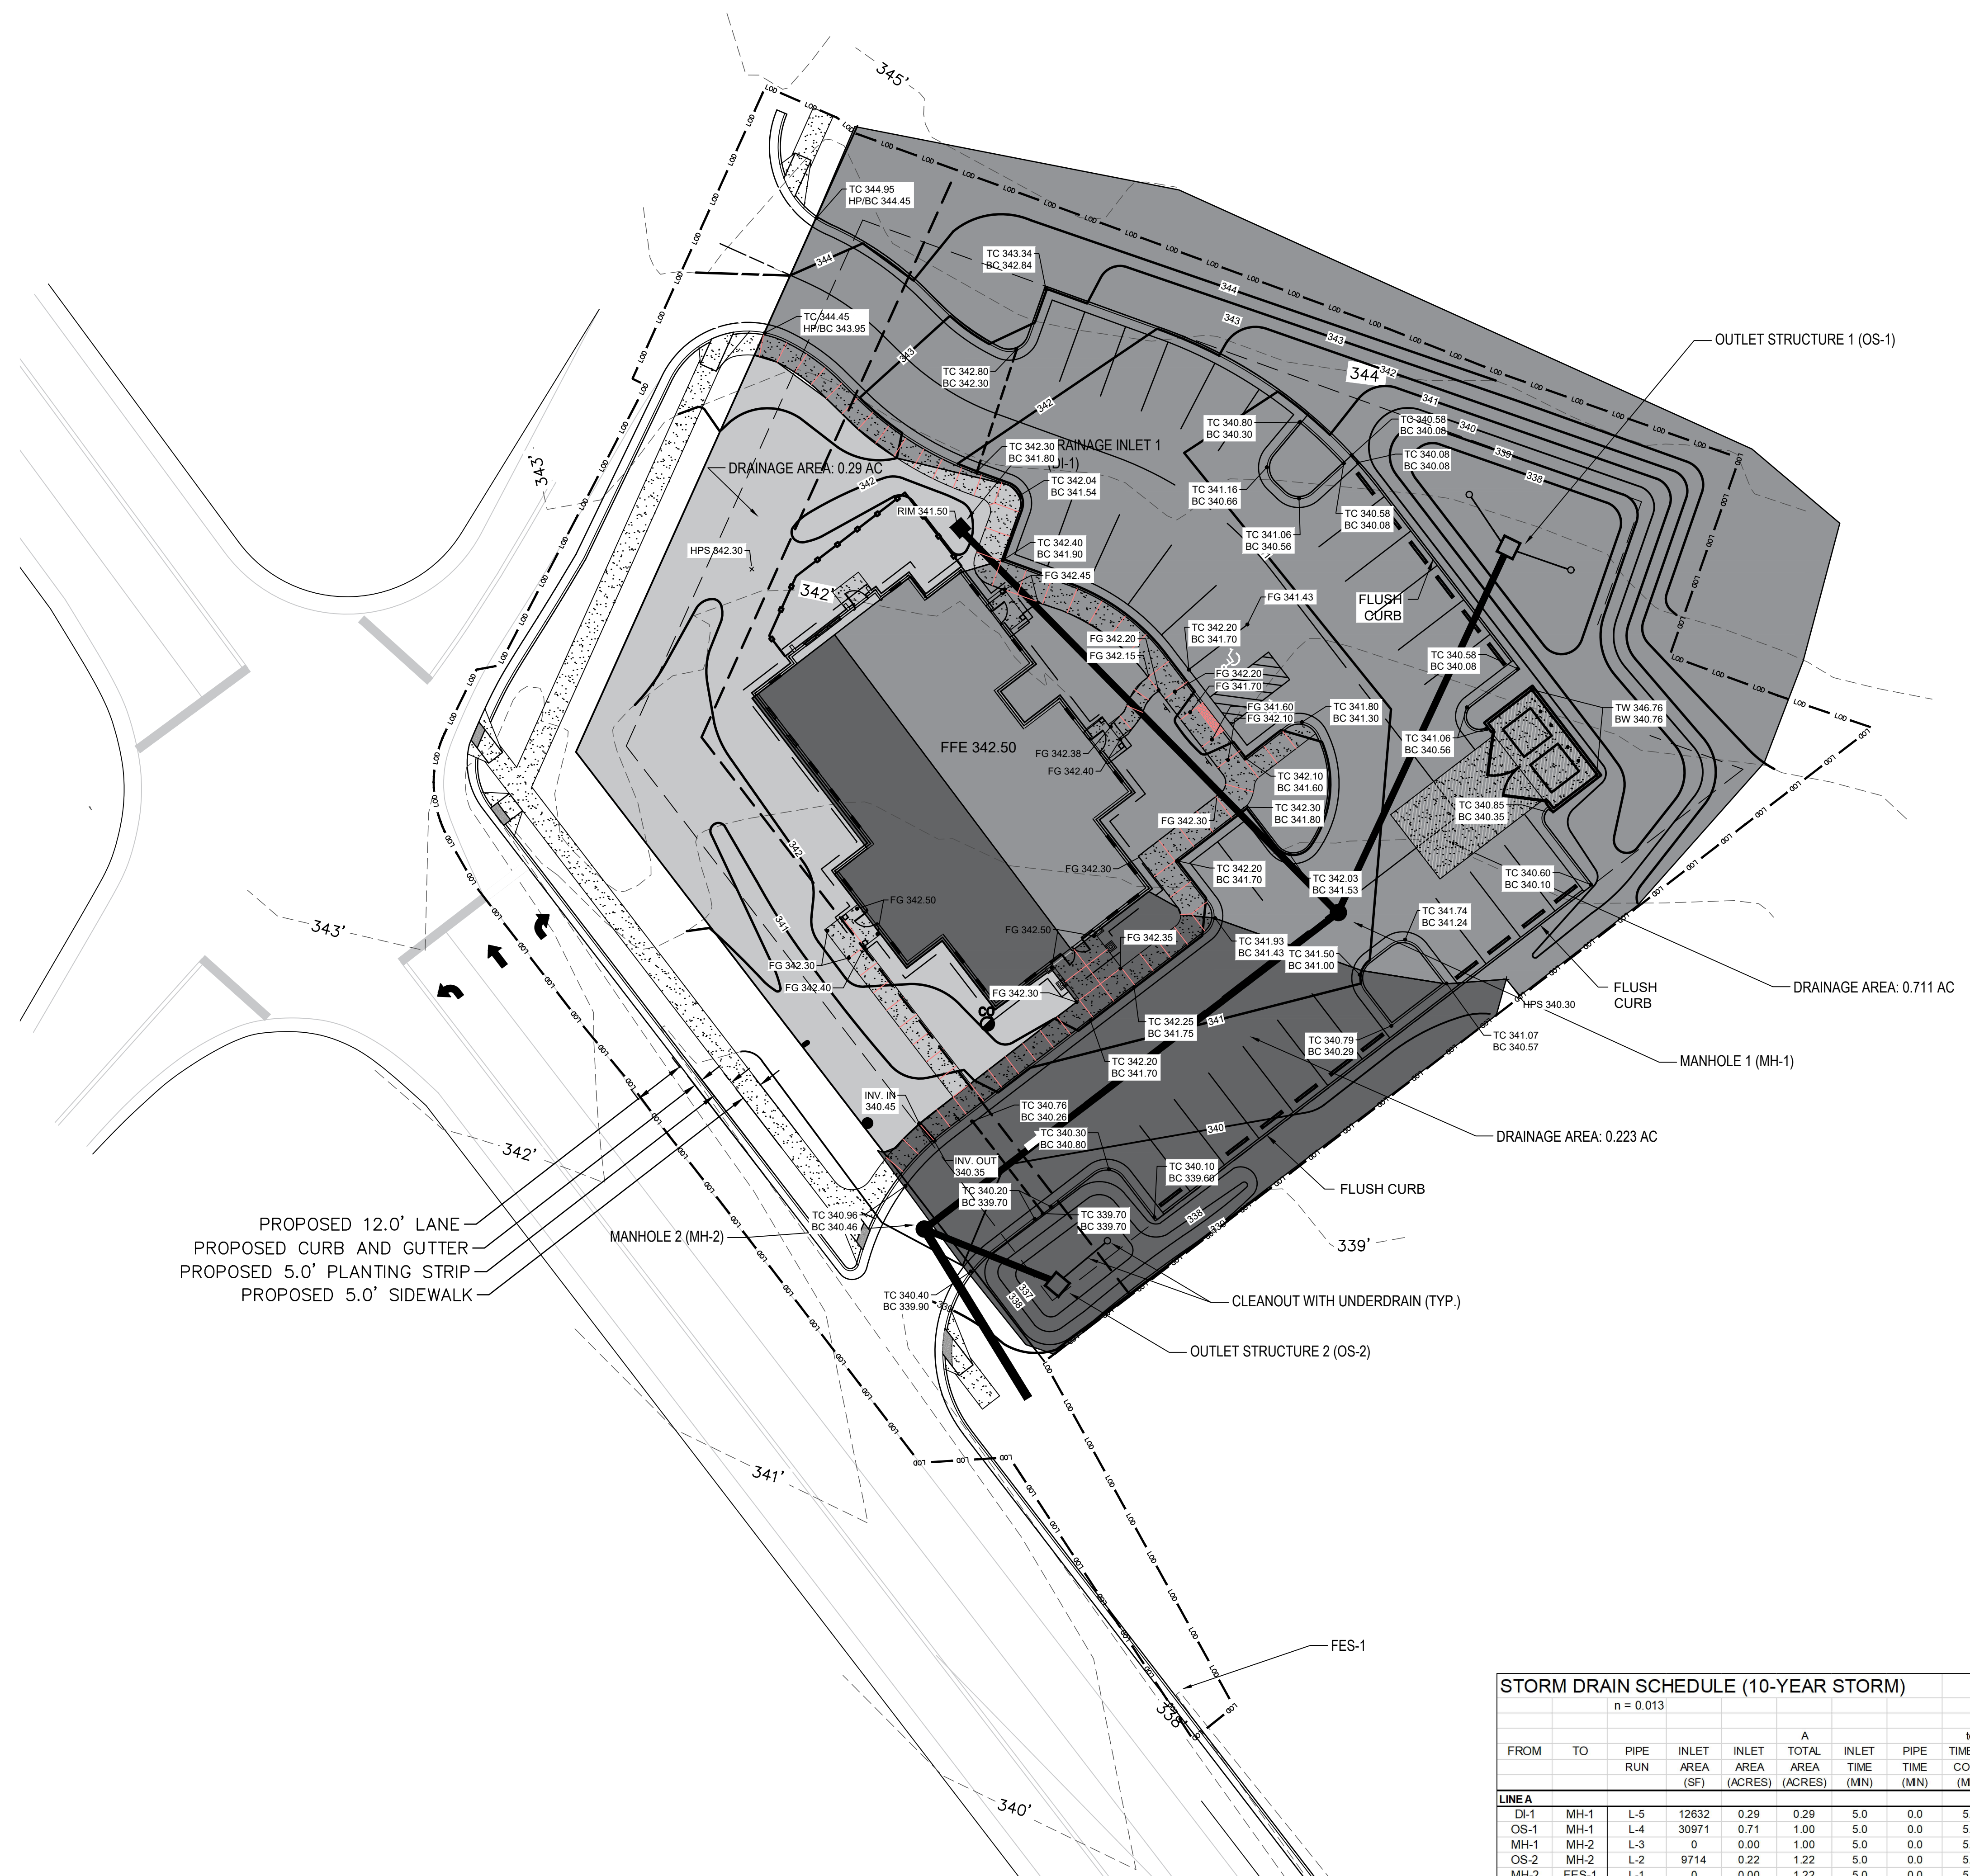 345'
TC 344.95
HP/BC 344.45
344
TC 343.34
BC 342.84
344
343
343
TC 344.45
HP/BC 343.95
343
TC 342.80
BC 342.30
342
OUTLET STRUCTURE 1 (OS-1)
344
342
341
340
339
338
TC 340.58
BC 340.08
TC 340.80
BC 340.30
TC 342.30
BC 341.80
RAINAGE INLET 1
DI-1)
TC 340.08
BC 340.08
DRAINAGE AREA: 0.29 AC
343'
342
TC 342.04
BC 341.54
TC 341.16
BC 340.66
RIM 341.50
TC 340.58
BC 340.08
TC 341.06
BC 340.56
TC 342.40
BC 341.90
HPS 342.30
FG 342.45
342'
FLUSH
CURB
FG 341.43
FG 342.20
TC 342.20
BC 341.70
FG 342.15
TC 340.58
BC 340.08
FG 342.20
FG 341.70
FG 341.60
FG 342.10
TC 341.80
BC 341.30
TW 346.76
BW 340.76
TC 341.06
BC 340.56
FFE 342.50
FG 342.38
FG 342.40
TC 342.10
BC 341.60
TC 342.30
BC 341.80
TC 340.85
BC 340.35
FG 342.30
342
FG 342.30
TC 342.20
BC 341.70
TC 342.03
BC 341.53
TC 340.60
BC 340.10
FG 342.50
341
343'
FG 342.50
FG 342.35
TC 341.74
BC 341.24
TC 341.93
BC 341.43
TC 341.50
BC 341.00
FG 342.30
FG 342.40
FG 342.30
FLUSH
CURB
DRAINAGE AREA: 0.711 AC
HPS 340.30
CO
TC 342.25
BC 341.75
341
TC 340.79
BC 340.29
TC 341.07
BC 340.57
MANHOLE 1 (MH-1)
TC 342.20
BC 341.70
INV. IN
340.45
TC 340.76
BC 340.26
340
DRAINAGE AREA: 0.223 AC
TC 340.30
BC 340.80
342'
INV. OUT
340.35
TC 340.10
BC 339.60
FLUSH CURB
TC 340.20
BC 339.70
TC 340.96
BC 340.46
TC 339.70
BC 339.70
338
339
PROPOSED 12.0' LANE
PROPOSED CURB AND GUTTER
PROPOSED 5.0' PLANTING STRIP
PROPOSED 5.0' SIDEWALK
MANHOLE 2 (MH-2)
339'
337
338
TC 340.40
BC 339.90
339
CLEANOUT WITH UNDERDRAIN (TYP.)
OUTLET STRUCTURE 2 (OS-2)
341'
FES-1
338'
340'
STORM DRAIN SCHEDULE (10-YEAR STORM)
n = 0.013
A
FROM TO PIPE INLET INLET TOTAL INLET PIPE TIME
RUN AREA AREA AREA TIME TIME CO
(SF) (ACRES) (ACRES) (MIN) (MIN)
LINE A
DI-1 MH-1 L-5 12632 0.29 0.29 5.0 0.0 5.
OS-1 MH-1 L-4 30971 0.71 1.00 5.0 0.0 5.
MH-1 MH-2 L-3 0 0.00 1.00 5.0 0.0 5.
OS-2 MH-2 L-2 9714 0.22 1.22 5.0 0.0 5.
MH-2 FES-1 L-1 0 0.00 1.22 5.0 0.0 5.